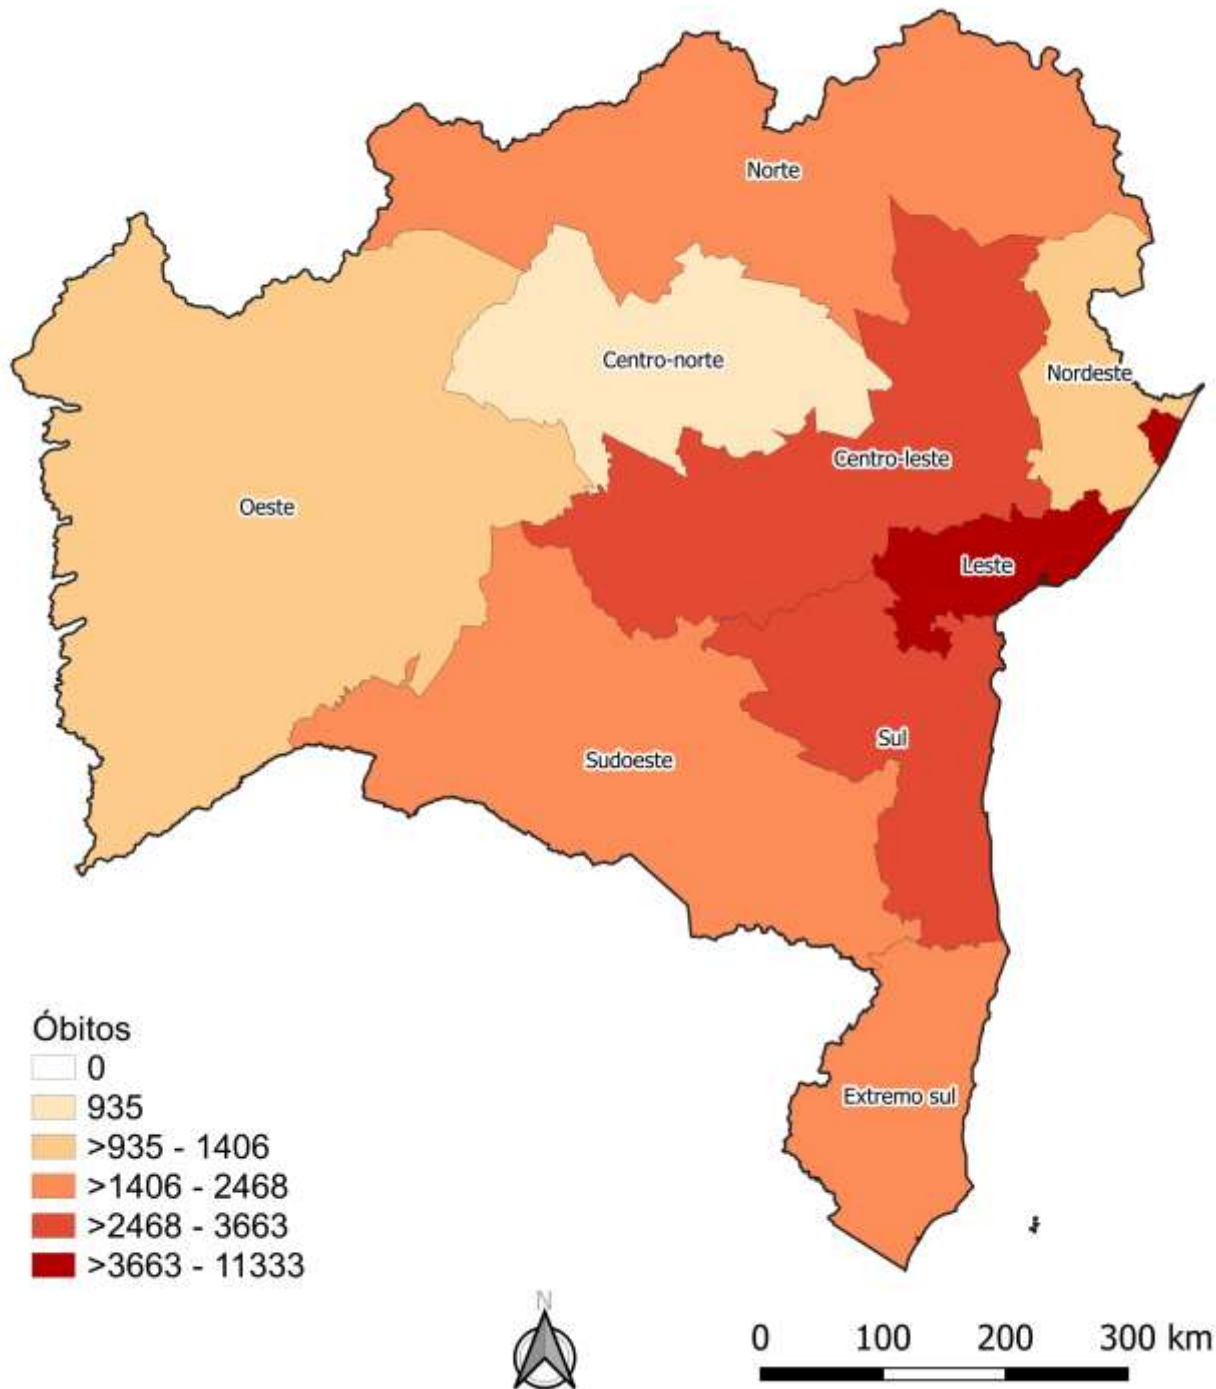 Norte
Centro-norte
Nordeste
Centro-leste
Oeste
Leste
Sul
Sudoeste
Extremo sul
Óbitos
0
935
>935 - 1406
>1406 - 2468
>2468 - 3663
>3663 - 11333
N
0 100 200 300 km